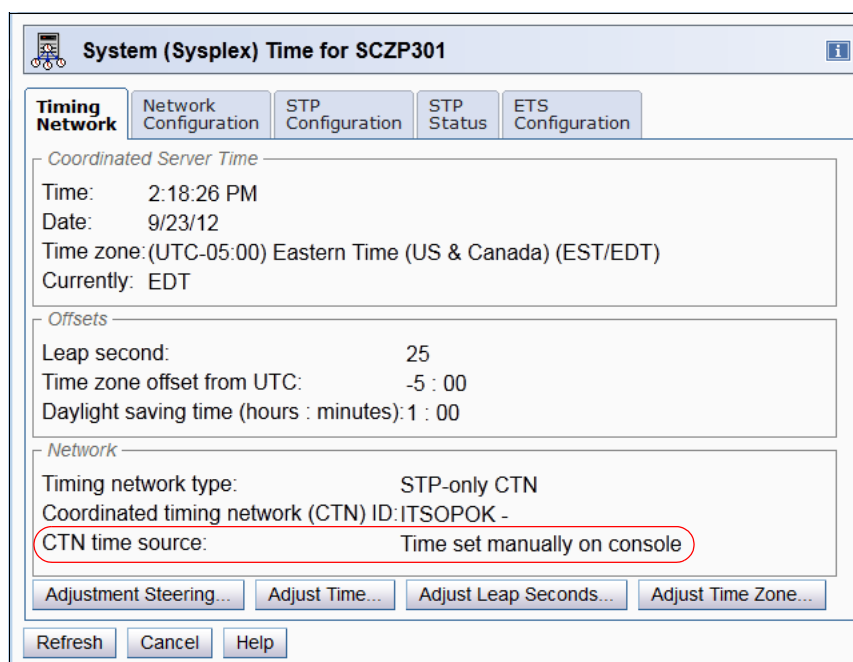 System (Sysplex) Time for SCZP301
i
Timing Network
Network Configuration
STP Configuration
STP Status
ETS Configuration
Coordinated Server Time
Time: 2:18:26 PM
Date: 9/23/12
Time zone: (UTC-05:00) Eastern Time (US & Canada) (EST/EDT)
Currently: EDT
Offsets
Leap second: 25
Time zone offset from UTC: -5 : 00
Daylight saving time (hours : minutes): 1 : 00
Network
Timing network type: STP-only CTN
Coordinated timing network (CTN) ID: ITSOPOK -
CTN time source: Time set manually on console
Adjustment Steering... Adjust Time... Adjust Leap Seconds... Adjust Time Zone...
Refresh Cancel Help